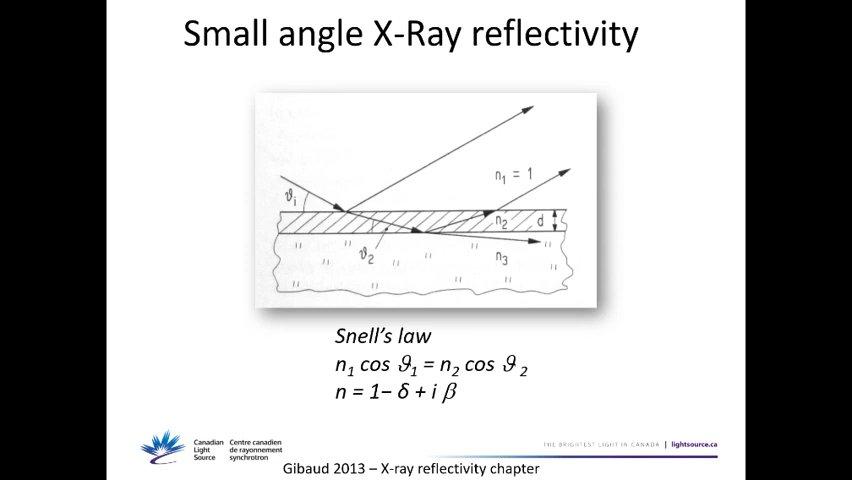 Small angle X-Ray reflectivity
n₁ = 1
ϑᵢ
n₂ d
ϑ₂
n₃
Snell's law
n₁ cos ϑ₁ = n₂ cos ϑ ₂
n = 1− δ + i β
THE BRIGHTEST LIGHT IN CANADA | lightsource.ca
Canadian Centre canadien
Light de rayonnement
Source synchrotron
Gibaud 2013 – X-ray reflectivity chapter